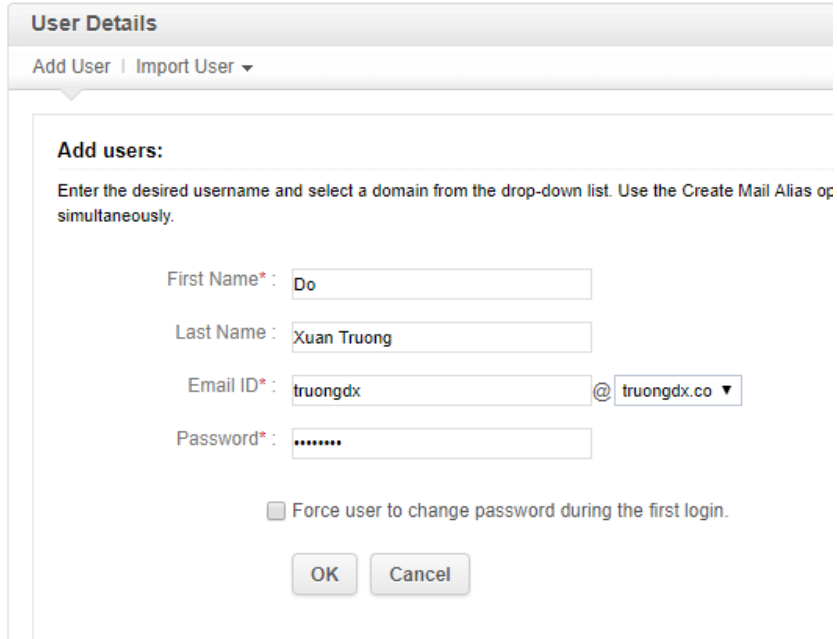 User Details
Add User | Import User
Add users:
Enter the desired username and select a domain from the drop-down list. Use the Create Mail Alias op
simultaneously.
First Name* : Do
Last Name : Xuan Truong
Email ID* : truongdx @ truongdx.co
Password* : ••••••••
Force user to change password during the first login.
OK Cancel